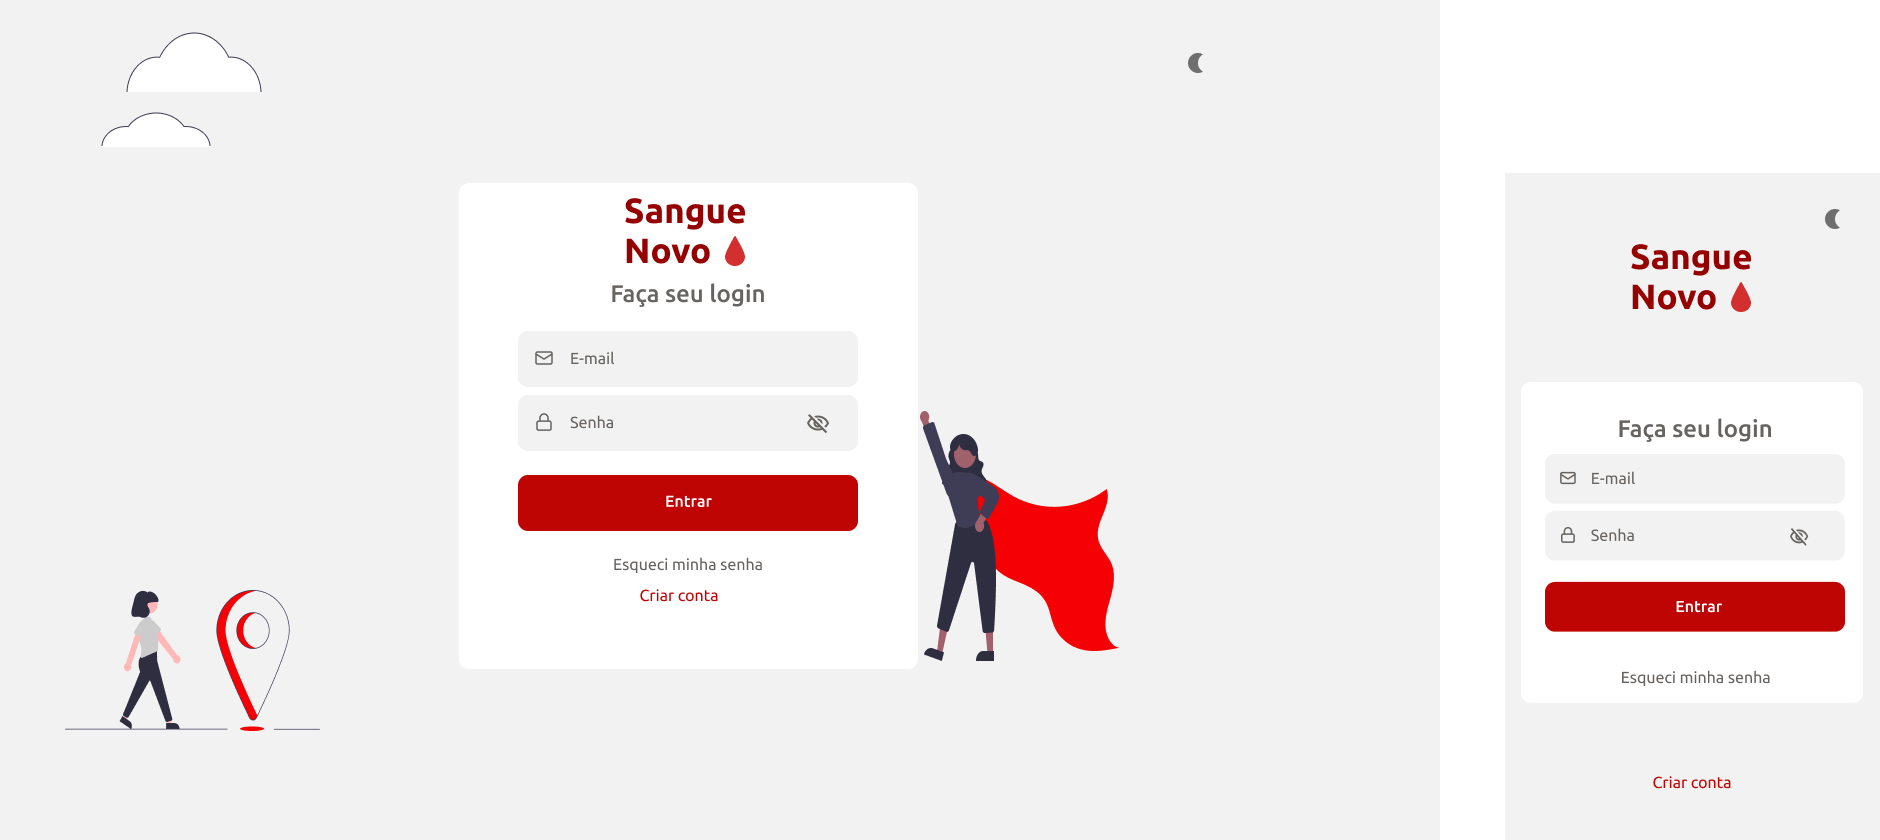 Sangue
Novo
Faça seu login
E-mail
Senha
Entrar
Esqueci minha senha
Criar conta
Sangue
Novo
Faça seu login
E-mail
Senha
Entrar
Esqueci minha senha
Criar conta